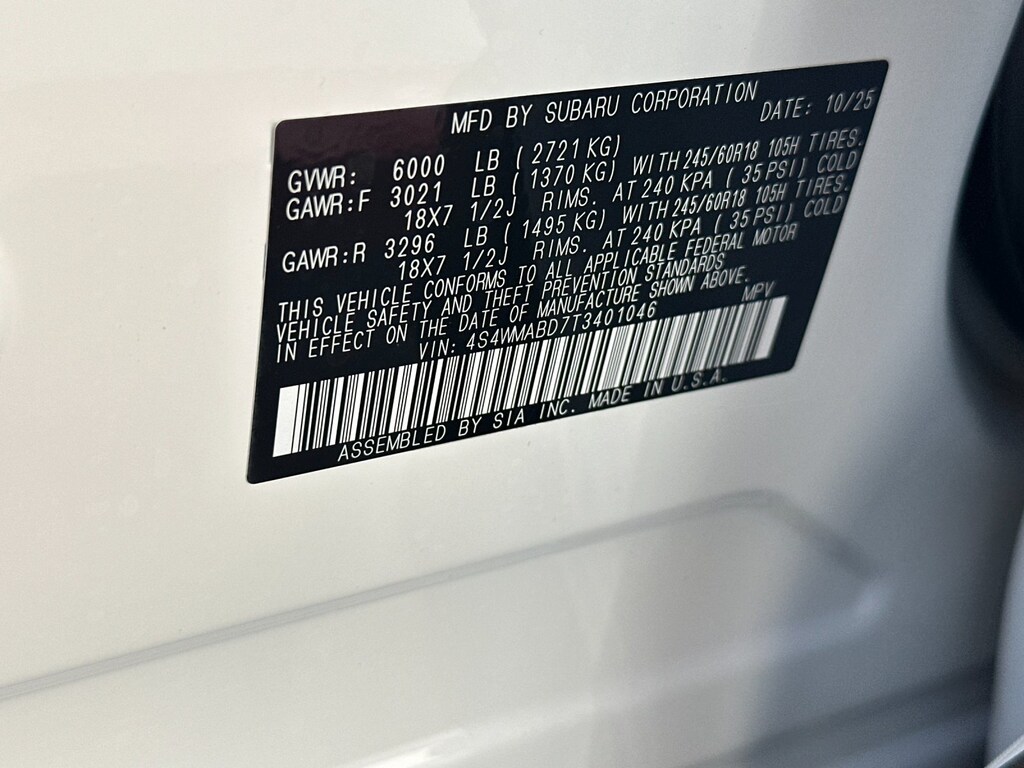 MFD BY SUBARU CORPORATION DATE: 10/25
GVWR: 6000 LB ( 2721 KG)
GAWR:F 3021 LB ( 1370 KG) WITH 245/60R18 105H TIRES.
18X7 1/2J RIMS. AT 240 KPA ( 35 PSI) COLD
GAWR:R 3296 LB ( 1495 KG) WITH 245/60R18 105H TIRES.
18X7 1/2J RIMS. AT 240 KPA ( 35 PSI) COLD
THIS VEHICLE CONFORMS TO ALL APPLICABLE FEDERAL MOTOR
VEHICLE SAFETY AND THEFT PREVENTION STANDARDS
IN EFFECT ON THE DATE OF MANUFACTURE SHOWN ABOVE.
VIN: 4S4WMABD7T3401046 MPV
ASSEMBLED BY SIA INC. MADE IN U.S.A.